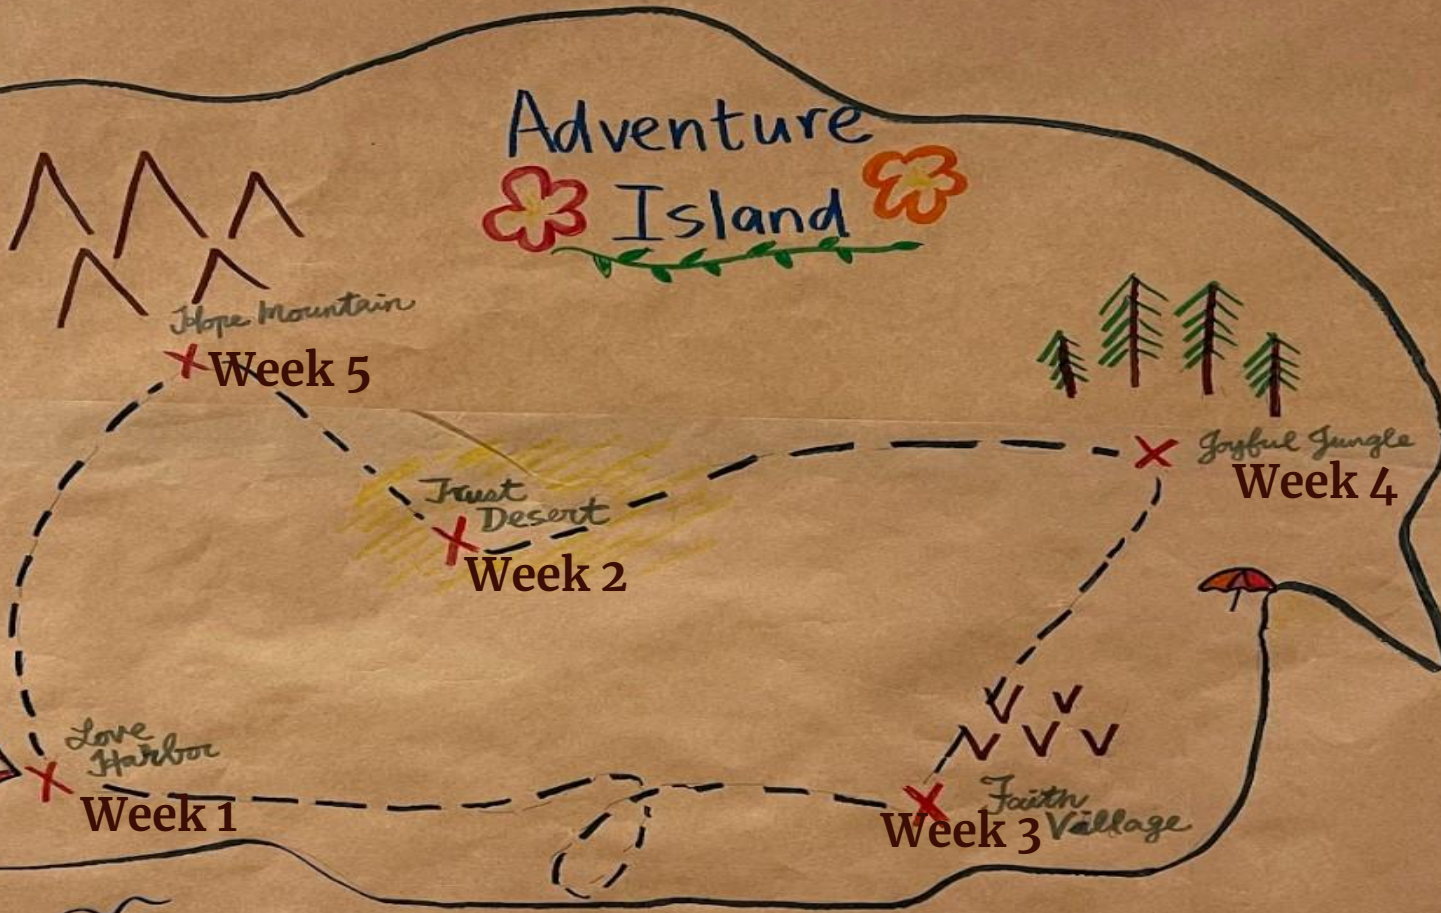 Adventure
Island
Hope Mountain
Week 5
Joyful Jungle
Week 4
Trust
Desert
Week 2
Love
Harbor
Week 1
Faith
Village
Week 3